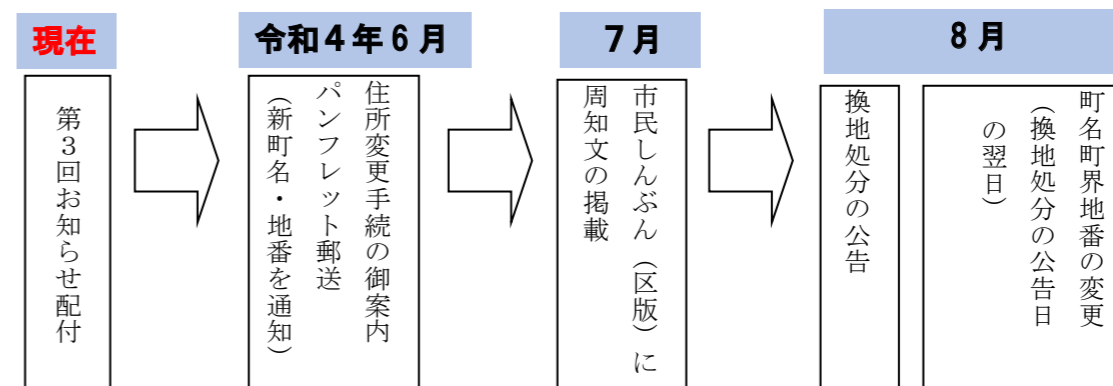 現在
第３回お知らせ配付
令和４年６月
住所変更手続の御案内
パンフレット郵送
（新町名・地番を通知）
７月
市民しんぶん（区版）に
周知文の掲載
８月
換地処分の公告
町名町界地番の変更
（換地処分の公告日
の翌日）